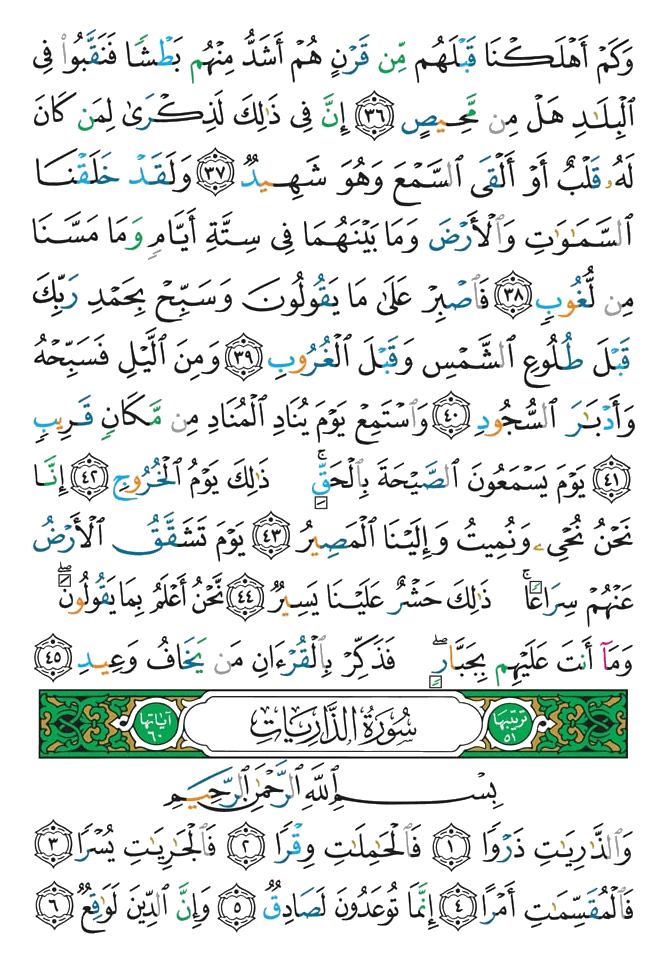 وَكَمْ أَهْلَكْنَا قَبْلَهُم مِّن قَرْنٍ هُمْ أَشَدُّ مِنْهُم بَطْشًا فَنَقَّبُوا۟ فِى
ٱلْبِلَٰدِ هَلْ مِن مَّحِيصٍ ٣٦ إِنَّ فِى ذَٰلِكَ لَذِكْرَىٰ لِمَن كَانَ
لَهُۥ قَلْبٌ أَوْ أَلْقَى ٱلسَّمْعَ وَهُوَ شَهِيدٌ ٣٧ وَلَقَدْ خَلَقْنَا
ٱلسَّمَٰوَٰتِ وَٱلْأَرْضَ وَمَا بَيْنَهُمَا فِى سِتَّةِ أَيَّامٍ وَمَا مَسَّنَا
مِن لُّغُوبٍ ٣٨ فَٱصْبِرْ عَلَىٰ مَا يَقُولُونَ وَسَبِّحْ بِحَمْدِ رَبِّكَ
قَبْلَ طُلُوعِ ٱلشَّمْسِ وَقَبْلَ ٱلْغُرُوبِ ٣٩ وَمِنَ ٱلَّيْلِ فَسَبِّحْهُ
وَأَدْبَٰرَ ٱلسُّجُودِ ٤٠ وَٱسْتَمِعْ يَوْمَ يُنَادِ ٱلْمُنَادِ مِن مَّكَانٍ قَرِيبٍ
٤١ يَوْمَ يَسْمَعُونَ ٱلصَّيْحَةَ بِٱلْحَقِّ ۚ ذَٰلِكَ يَوْمُ ٱلْخُرُوجِ ٤٢ إِنَّا
نَحْنُ نُحْىِۦ وَنُمِيتُ وَإِلَيْنَا ٱلْمَصِيرُ ٤٣ يَوْمَ تَشَقَّقُ ٱلْأَرْضُ
عَنْهُمْ سِرَاعًا ۚ ذَٰلِكَ حَشْرٌ عَلَيْنَا يَسِيرٌ ٤٤ نَّحْنُ أَعْلَمُ بِمَا يَقُولُونَ ۖ
وَمَآ أَنتَ عَلَيْهِم بِجَبَّارٍ ۖ فَذَكِّرْ بِٱلْقُرْءَانِ مَن يَخَافُ وَعِيدِ ٤٥
ترتيبها ٥١ سُورَةُ الذَّارِيَات آياتها ٦٠
بِسْمِ ٱللَّهِ ٱلرَّحْمَٰنِ ٱلرَّحِيمِ
وَٱلذَّٰرِيَٰتِ ذَرْوًا ١ فَٱلْحَٰمِلَٰتِ وِقْرًا ٢ فَٱلْجَٰرِيَٰتِ يُسْرًا ٣
فَٱلْمُقَسِّمَٰتِ أَمْرًا ٤ إِنَّمَا تُوعَدُونَ لَصَادِقٌ ٥ وَإِنَّ ٱلدِّينَ لَوَٰقِعٌ ٦